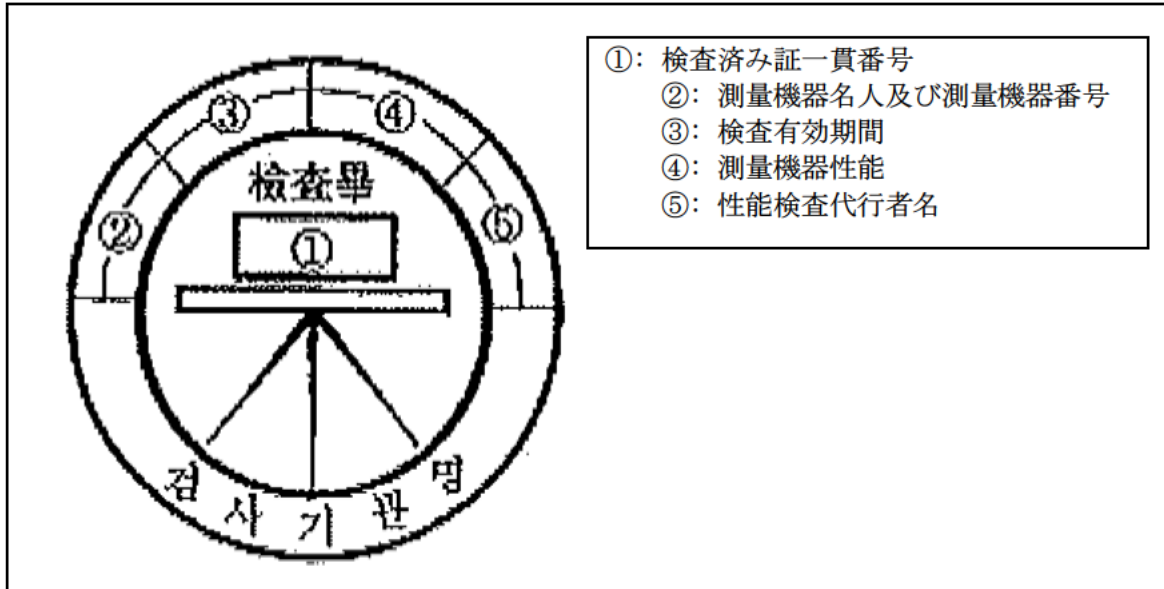 ③ ④
檢査畢
② ① ⑤
검사기관명
①: 検査済み証一貫番号
②: 測量機器名人及び測量機器番号
③: 検査有効期間
④: 測量機器性能
⑤: 性能検査代行者名